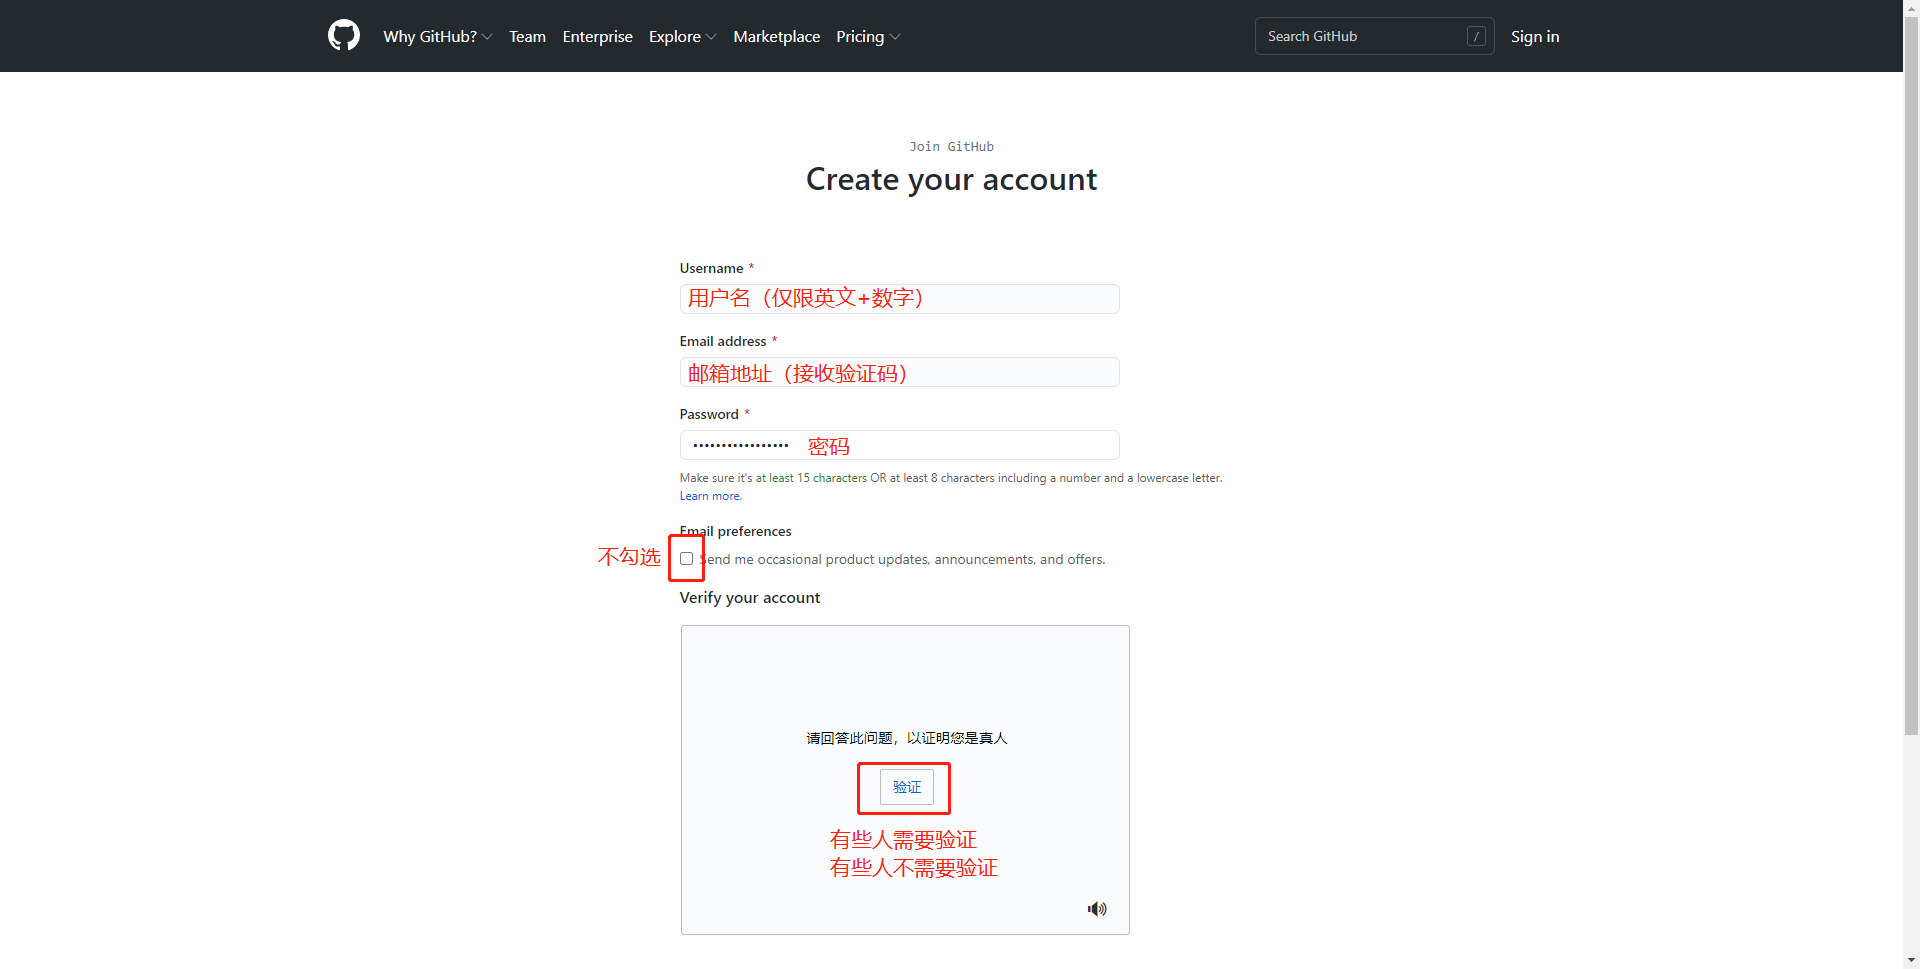 Why GitHub? Team Enterprise Explore Marketplace Pricing Search GitHub / Sign in
Join GitHub
Create your account
Username *
用户名（仅限英文+数字）
Email address *
邮箱地址（接收验证码）
Password *
•••••••••••••••••  密码
Make sure it's at least 15 characters OR at least 8 characters including a number and a lowercase letter.
Learn more.
Email preferences
不勾选 Send me occasional product updates, announcements, and offers.
Verify your account
请回答此问题，以证明您是真人
验证
有些人需要验证
有些人不需要验证